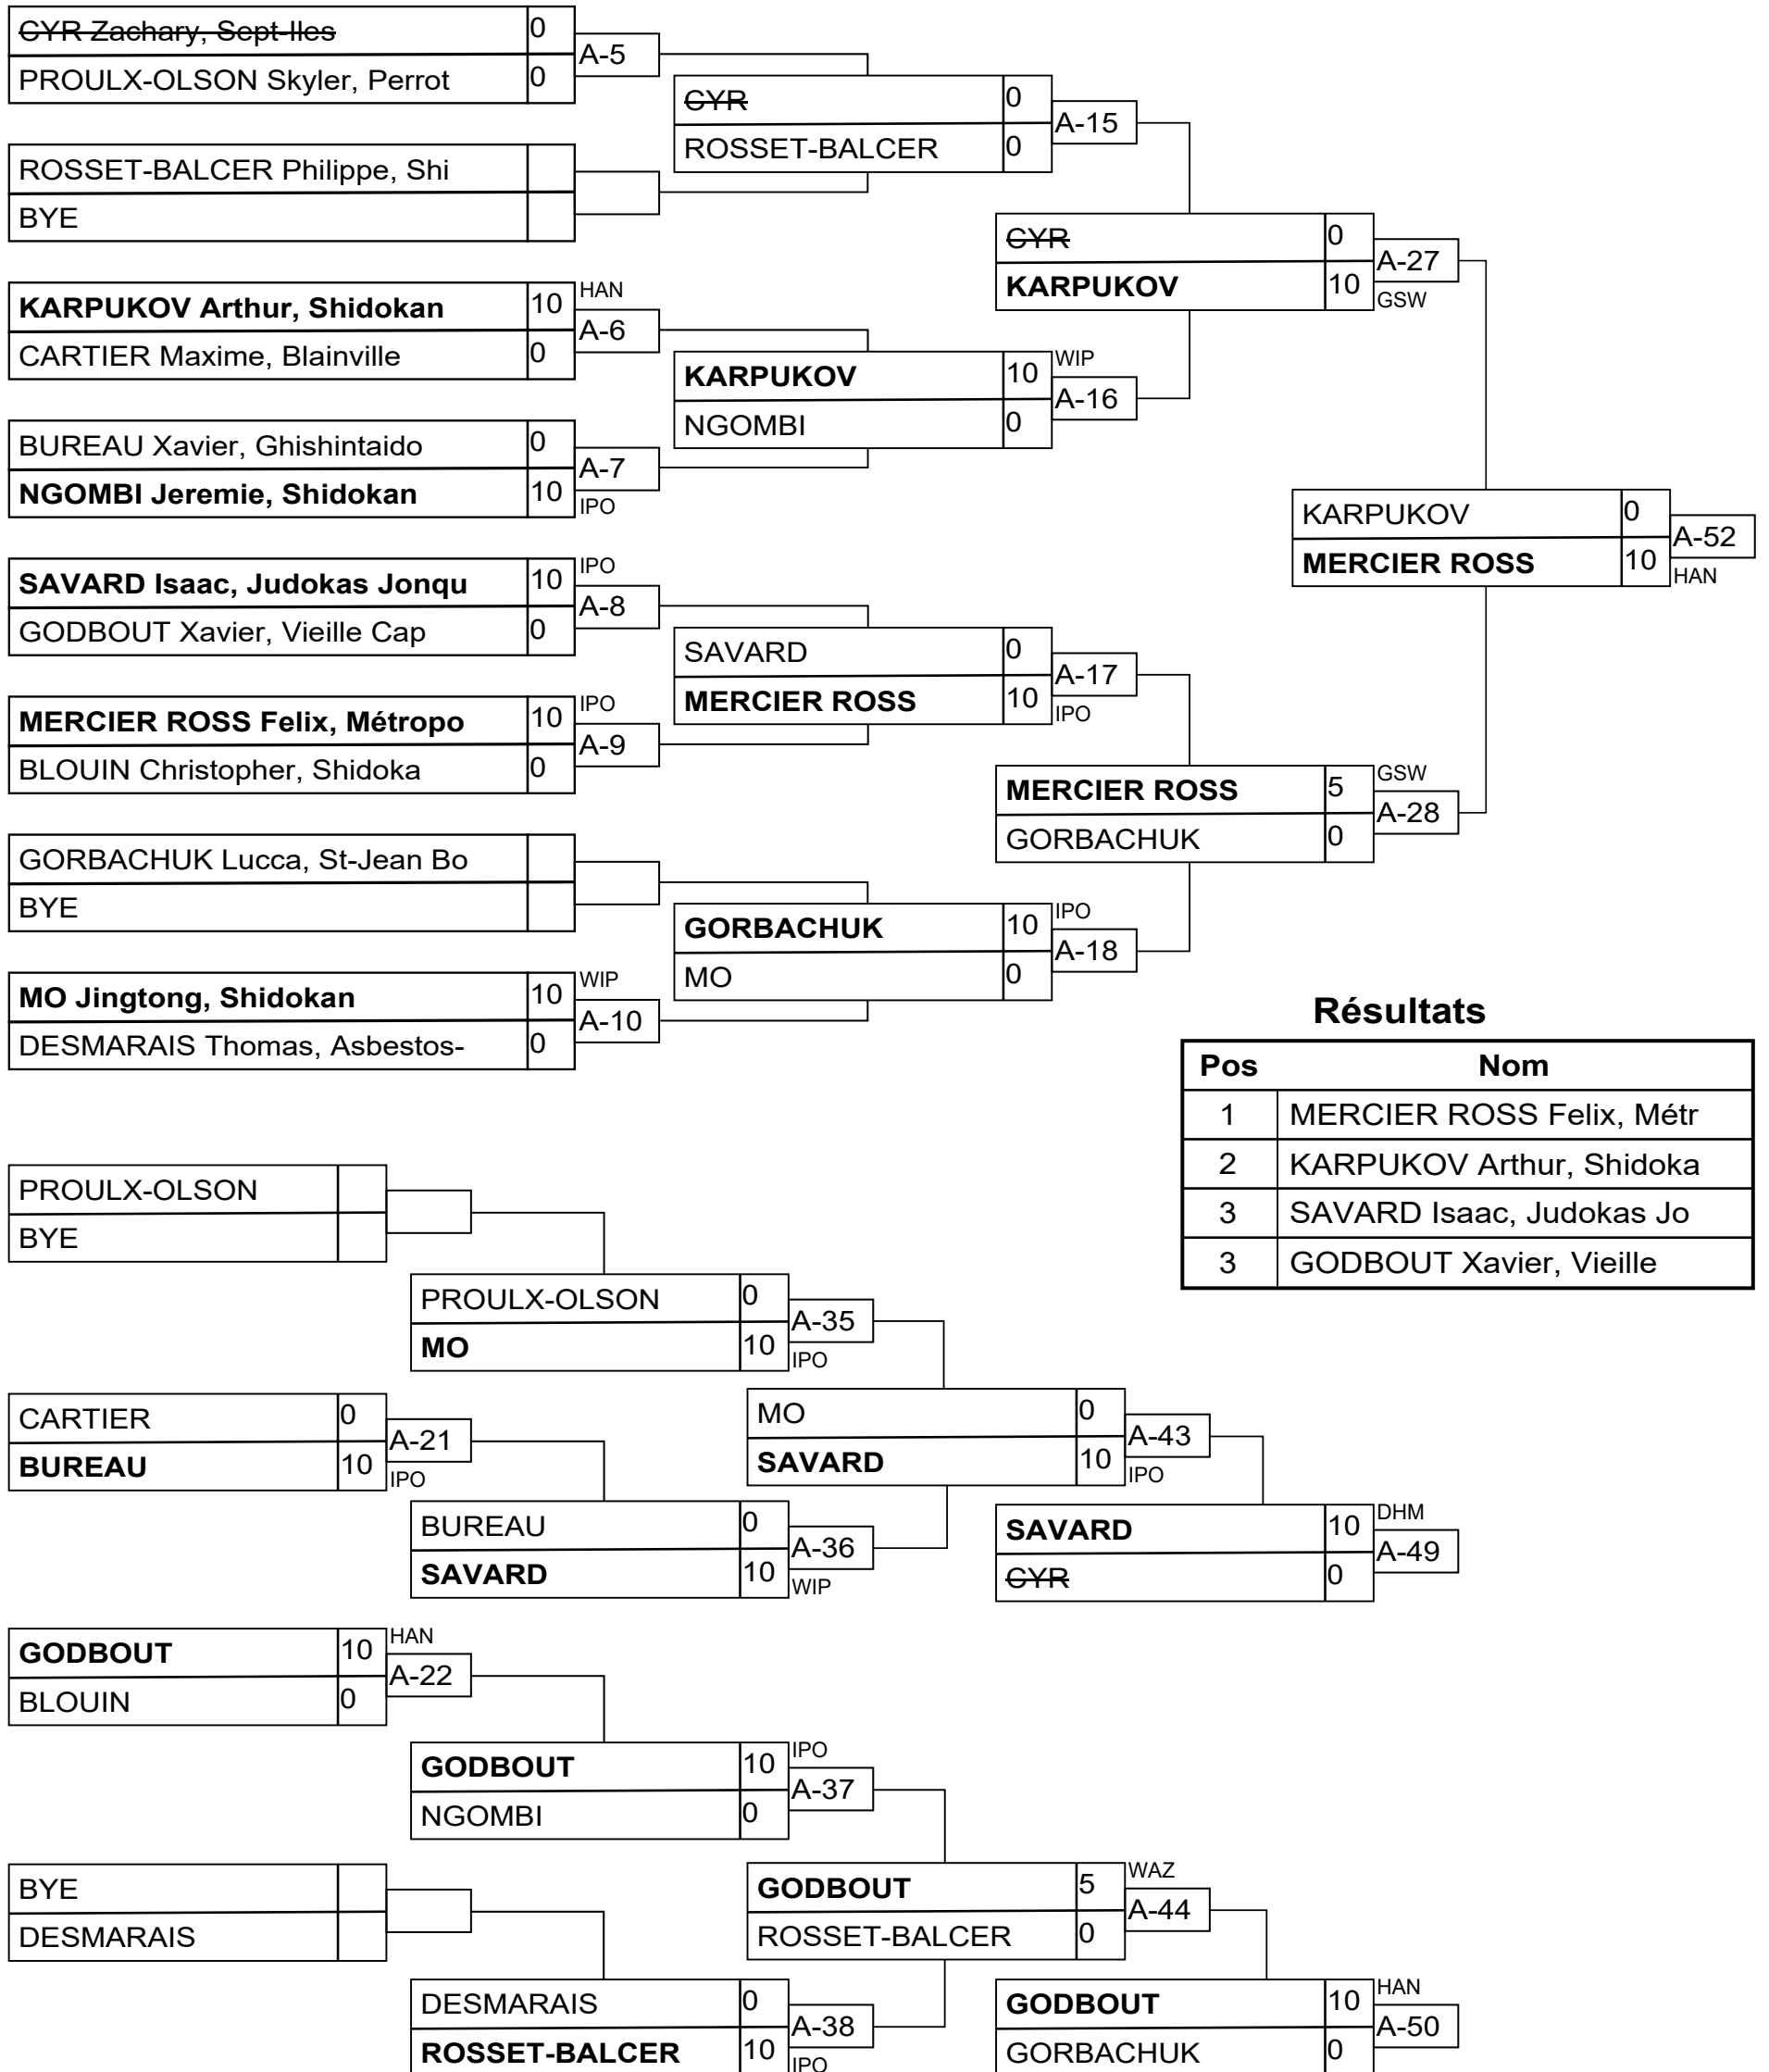 CYR Zachary, Sept-Iles 0
A-5
PROULX-OLSON Skyler, Perrot 0
CYR 0
A-15
ROSSET-BALCER 0
ROSSET-BALCER Philippe, Shi
BYE
CYR 0
A-27
KARPUKOV 10
GSW
KARPUKOV Arthur, Shidokan 10
HAN
A-6
CARTIER Maxime, Blainville 0
KARPUKOV 10
WIP
A-16
NGOMBI 0
BUREAU Xavier, Ghishintaido 0
A-7
NGOMBI Jeremie, Shidokan 10
IPO
KARPUKOV 0
A-52
MERCIER ROSS 10
HAN
SAVARD Isaac, Judokas Jonqu 10
IPO
A-8
GODBOUT Xavier, Vieille Cap 0
SAVARD 0
A-17
MERCIER ROSS 10
IPO
MERCIER ROSS Felix, Métropo 10
IPO
A-9
BLOUIN Christopher, Shidoka 0
MERCIER ROSS 5
GSW
A-28
GORBACHUK 0
GORBACHUK Lucca, St-Jean Bo
BYE
GORBACHUK 10
IPO
A-18
MO 0
MO Jingtong, Shidokan 10
WIP
A-10
DESMARAIS Thomas, Asbestos- 0
Résultats
Pos Nom
1 MERCIER ROSS Felix, Métr
2 KARPUKOV Arthur, Shidoka
3 SAVARD Isaac, Judokas Jo
3 GODBOUT Xavier, Vieille
PROULX-OLSON
BYE
PROULX-OLSON 0
A-35
MO 10
IPO
CARTIER 0
A-21
BUREAU 10
IPO
MO 0
A-43
SAVARD 10
IPO
BUREAU 0
A-36
SAVARD 10
WIP
SAVARD 10
DHM
A-49
CYR 0
GODBOUT 10
HAN
A-22
BLOUIN 0
GODBOUT 10
IPO
A-37
NGOMBI 0
BYE
DESMARAIS
GODBOUT 5
WAZ
A-44
ROSSET-BALCER 0
DESMARAIS 0
A-38
ROSSET-BALCER 10
IPO
GODBOUT 10
HAN
A-50
GORBACHUK 0